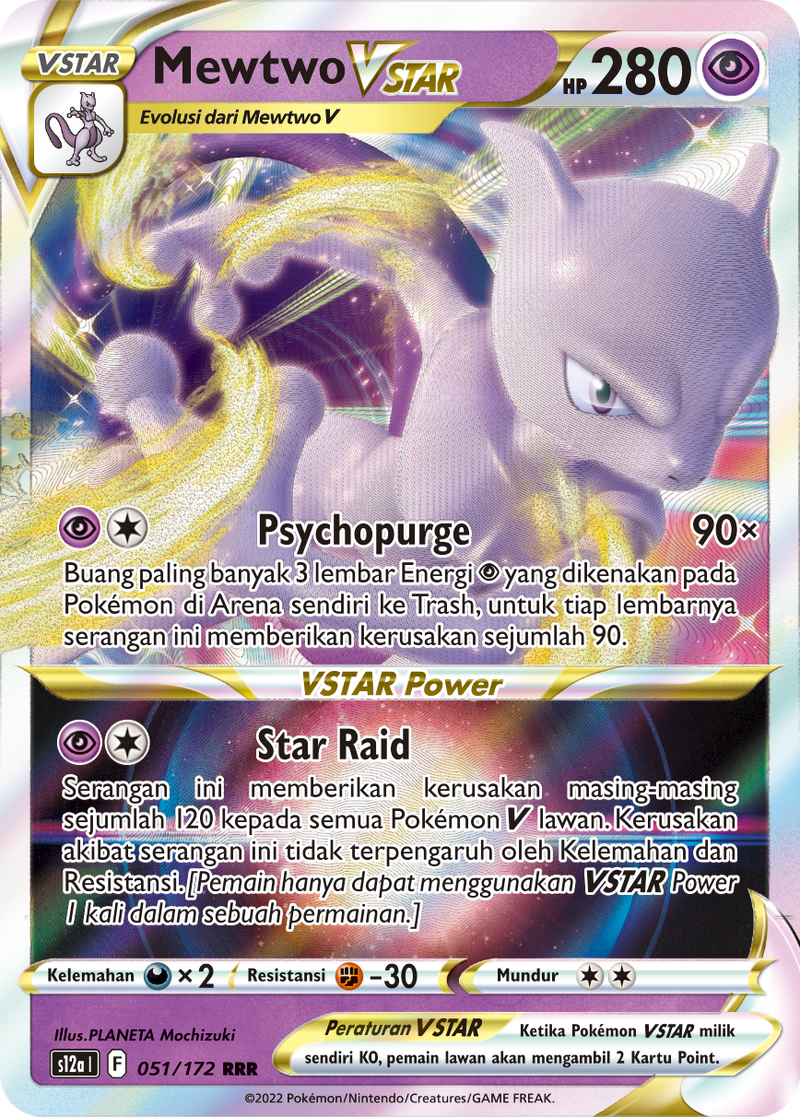 VSTAR
Mewtwo VSTAR
HP 280
Evolusi dari Mewtwo V
Psychopurge 90×
Buang paling banyak 3 lembar Energi yang dikenakan pada
Pokémon di Arena sendiri ke Trash, untuk tiap lembarnya
serangan ini memberikan kerusakan sejumlah 90.
VSTAR Power
Star Raid
Serangan ini memberikan kerusakan masing-masing
sejumlah 120 kepada semua Pokémon V lawan. Kerusakan
akibat serangan ini tidak terpengaruh oleh Kelemahan dan
Resistansi. [Pemain hanya dapat menggunakan VSTAR Power
1 kali dalam sebuah permainan.]
Kelemahan ×2 Resistansi -30 Mundur
Illus. PLANETA Mochizuki
s12a I F 051/172 RRR
Peraturan VSTAR Ketika Pokémon VSTAR milik
sendiri KO, pemain lawan akan mengambil 2 Kartu Point.
©2022 Pokémon/Nintendo/Creatures/GAME FREAK.